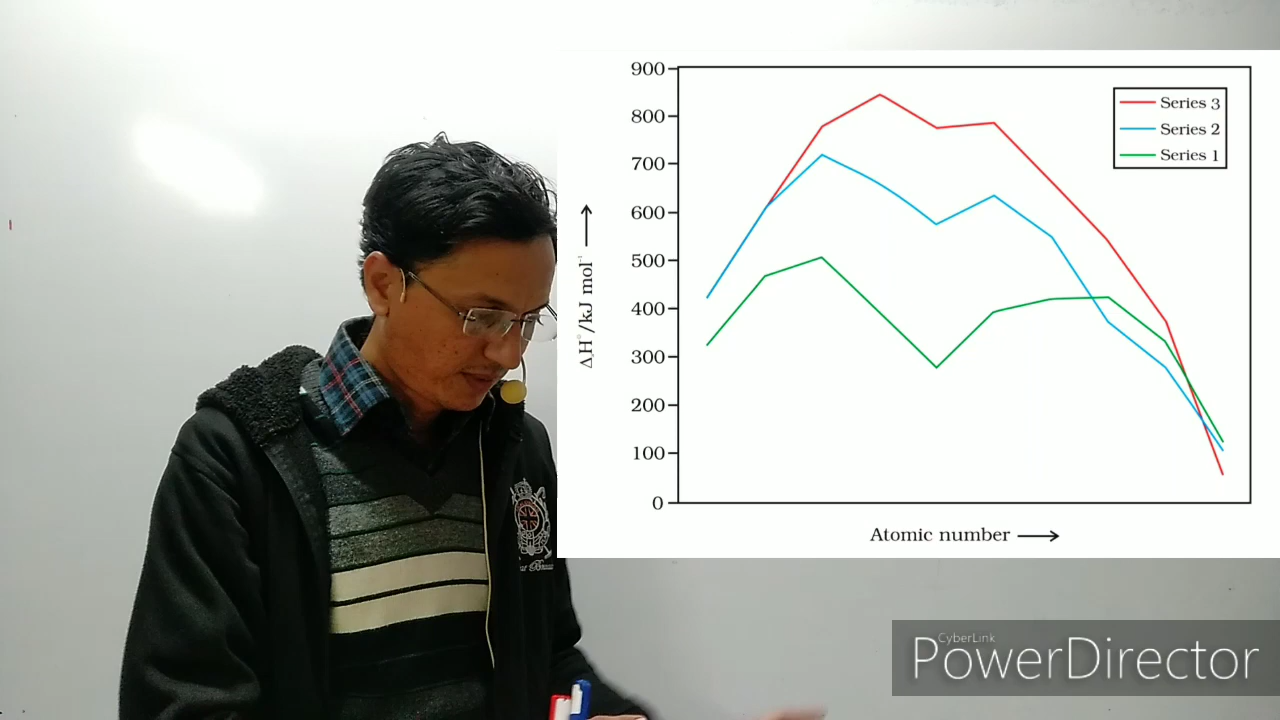 900
800
700
600
500
400
300
200
100
0
ΔₐH°/kJ mol⁻¹ ⟶
Atomic number ⟶
Series 3
Series 2
Series 1
CyberLink
PowerDirector